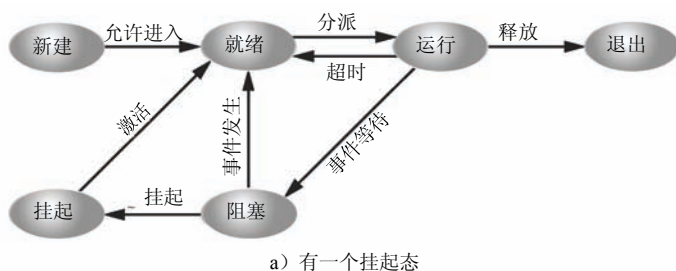 新建
允许进入
就绪
分派
超时
运行
释放
退出
激活
事件发生
事件等待
挂起
挂起
阻塞
a）有一个挂起态